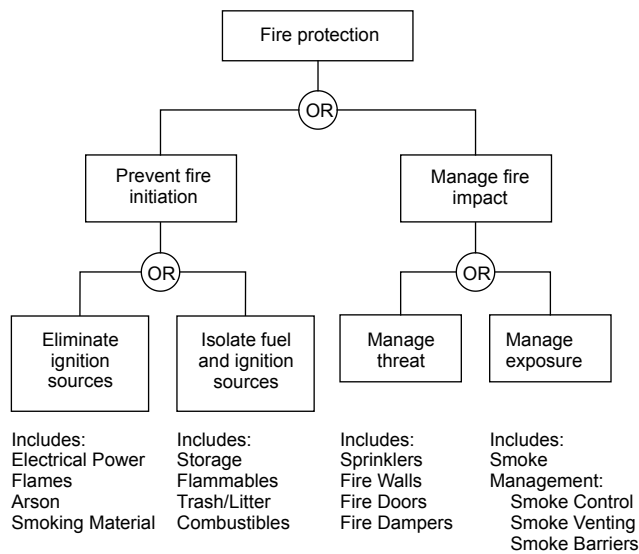 Fire protection
OR
Prevent fire
initiation
Manage fire
impact
OR
OR
Eliminate
ignition
sources
Isolate fuel
and ignition
sources
Manage
threat
Manage
exposure
Includes:
Electrical Power
Flames
Arson
Smoking Material
Includes:
Storage
Flammables
Trash/Litter
Combustibles
Includes:
Sprinklers
Fire Walls
Fire Doors
Fire Dampers
Includes:
Smoke
Management:
Smoke Control
Smoke Venting
Smoke Barriers